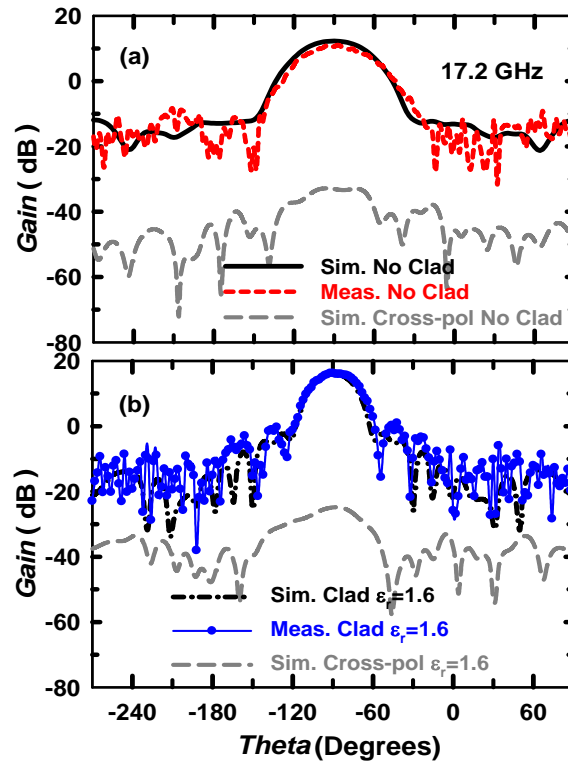 20
(a)
17.2 GHz
0
-20
-40
-60
-80
Gain ( dB)
Sim. No Clad
Meas. No Clad
Sim. Cross-pol No Clad
20
(b)
0
-20
-40
-60
-80
Gain ( dB)
Sim. Clad εr=1.6
Meas. Clad εr=1.6
Sim. Cross-pol εr=1.6
-240 -180 -120 -60 0 60
Theta (Degrees)